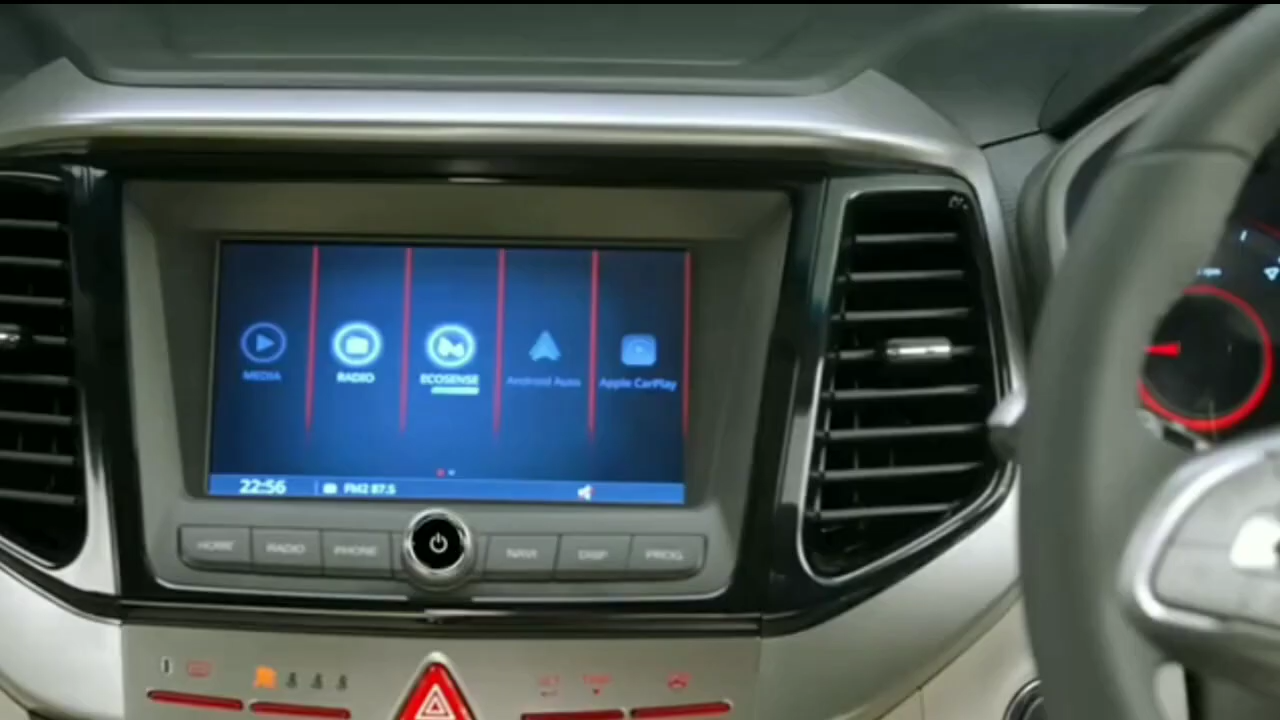 MEDIA RADIO ECOSENSE Android Auto Apple CarPlay
22:56 FM2 87.5
HOME RADIO PHONE NAVI DISP PROG